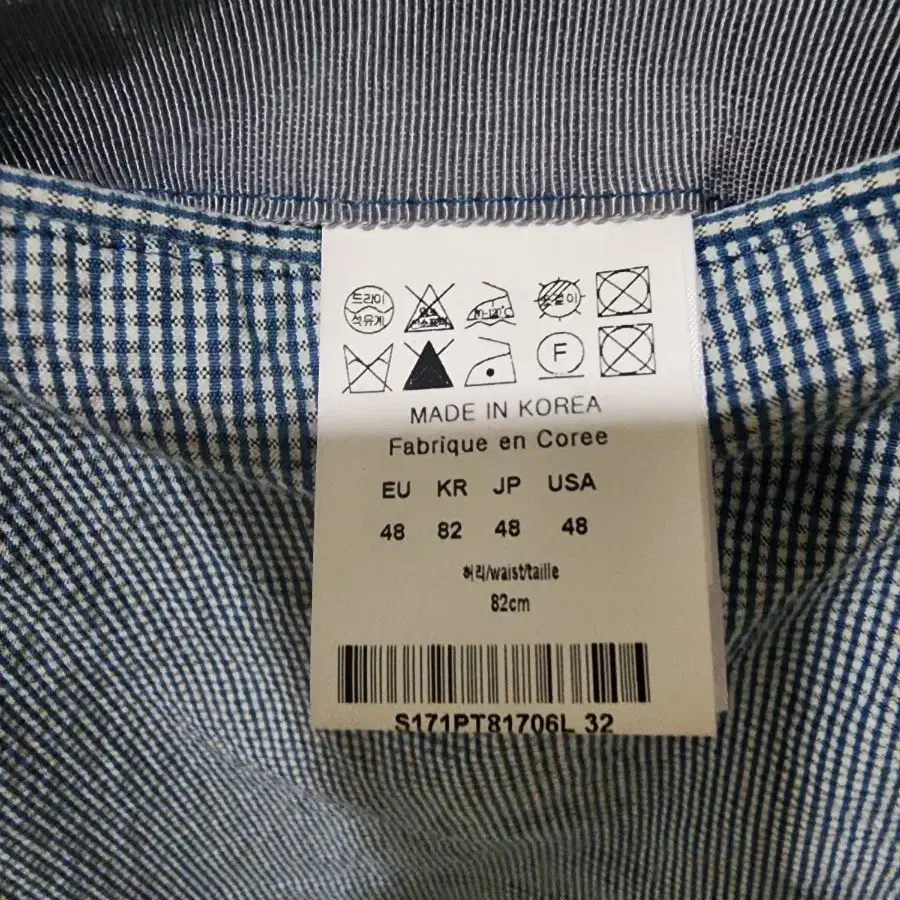 드라이
석유계
F
MADE IN KOREA
Fabrique en Coree
EU KR JP USA
48 82 48 48
허리/waist/taille
82cm
S171PT81706L 32